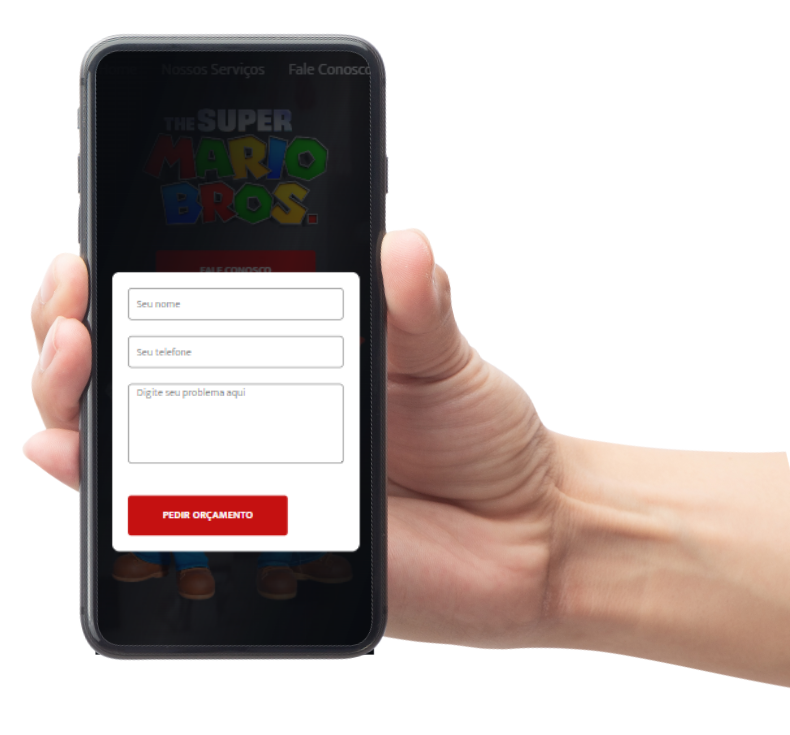 Nossos Serviços Fale Conosco
THE SUPER
MARIO
BROS.
FALE CONOSCO
Seu nome
Seu telefone
Digite seu problema aqui
PEDIR ORÇAMENTO